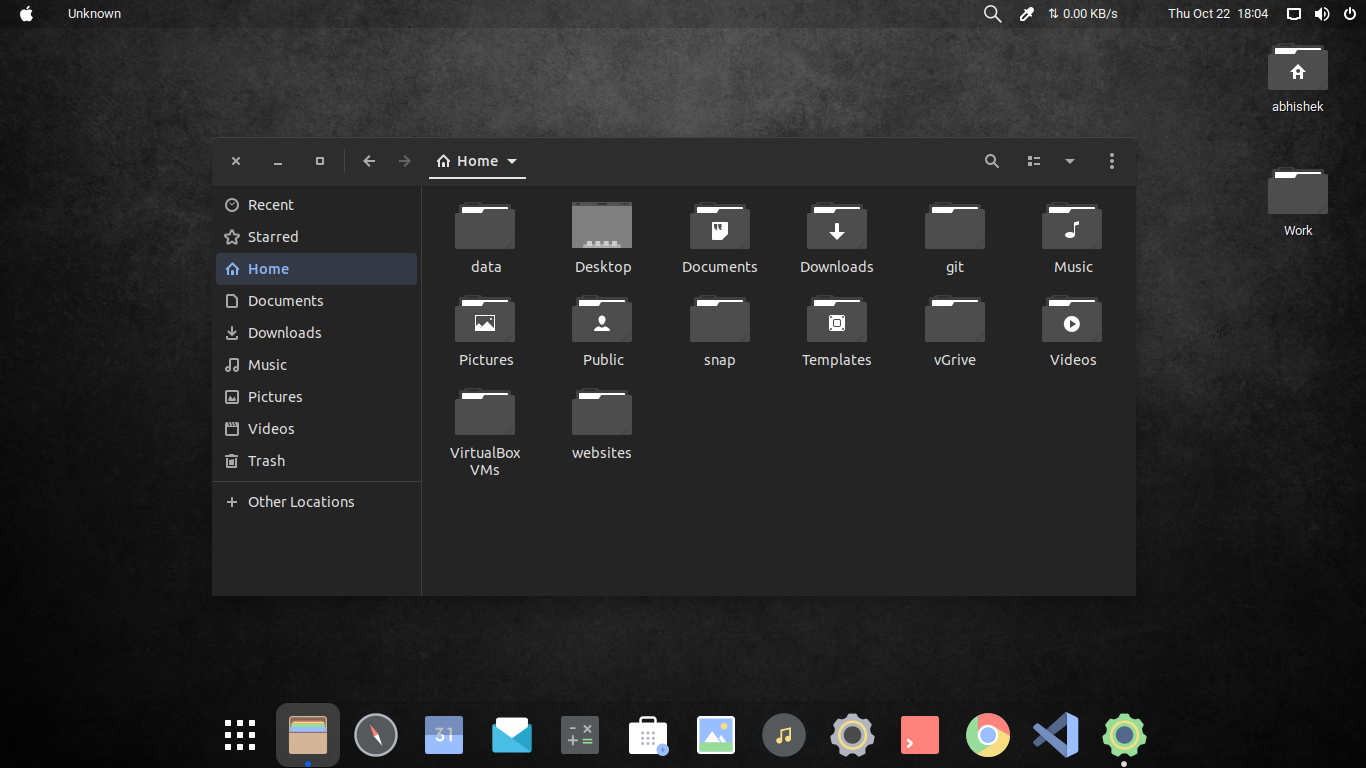 Unknown
0.00 KB/s
Thu Oct 22 18:04
abhishek
Work
Home
Recent
Starred
Home
Documents
Downloads
Music
Pictures
Videos
Trash
Other Locations
data
Desktop
Documents
Downloads
git
Music
Pictures
Public
snap
Templates
vGrive
Videos
VirtualBox
VMs
websites
31